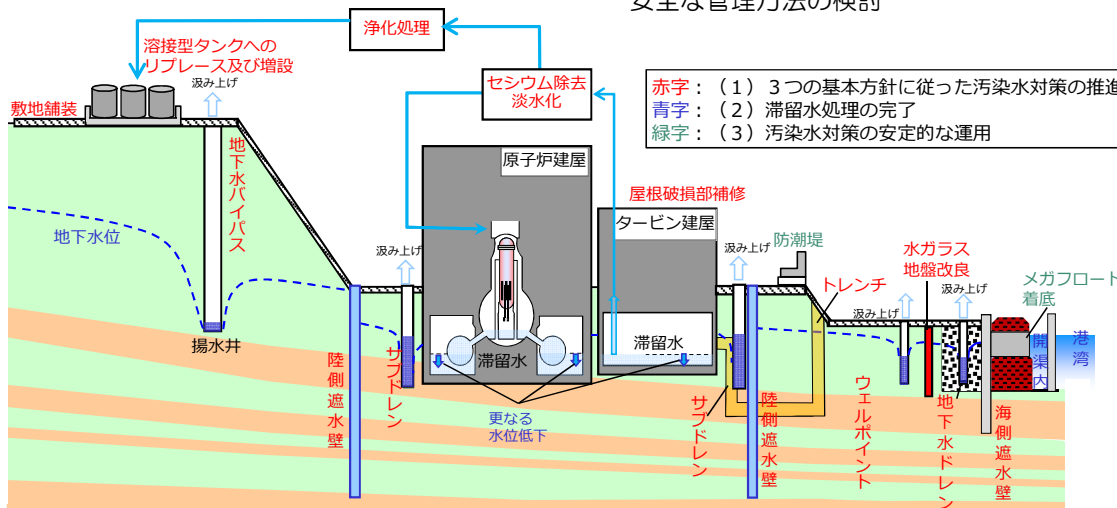 安全な管理方法の検討
浄化処理
溶接型タンクへの
リプレース及び増設
汲み上げ
敷地舗装
セシウム除去
淡水化
赤字：（1）３つの基本方針に従った汚染水対策の推進
青字：（2）滞留水処理の完了
緑字：（3）汚染水対策の安定的な運用
地下水バイパス
原子炉建屋
屋根破損部補修
タービン建屋
地下水位
汲み上げ
汲み上げ
防潮堤
水ガラス
地盤改良
トレンチ
汲み上げ
メガフロート
着底
揚水井
陸側遮水壁
サブドレン
滞留水
滞留水
更なる
水位低下
サブドレン
陸側遮水壁
ウェルポイント
地下水ドレン
海側遮水壁
開渠大
港湾